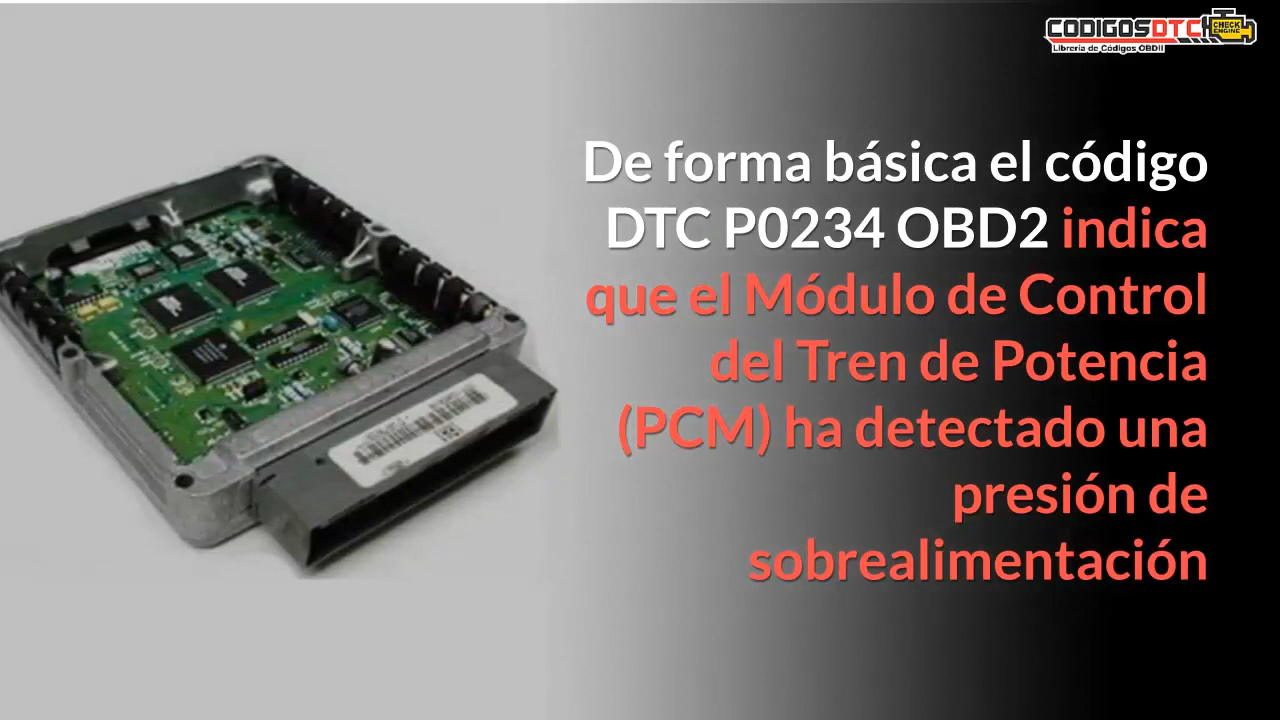 CODIGOSDTC
CHECK
ENGINE
Libreria de Códigos OBDII
De forma básica el código
DTC P0234 OBD2 indica
que el Módulo de Control
del Tren de Potencia
(PCM) ha detectado una
presión de
sobrealimentación